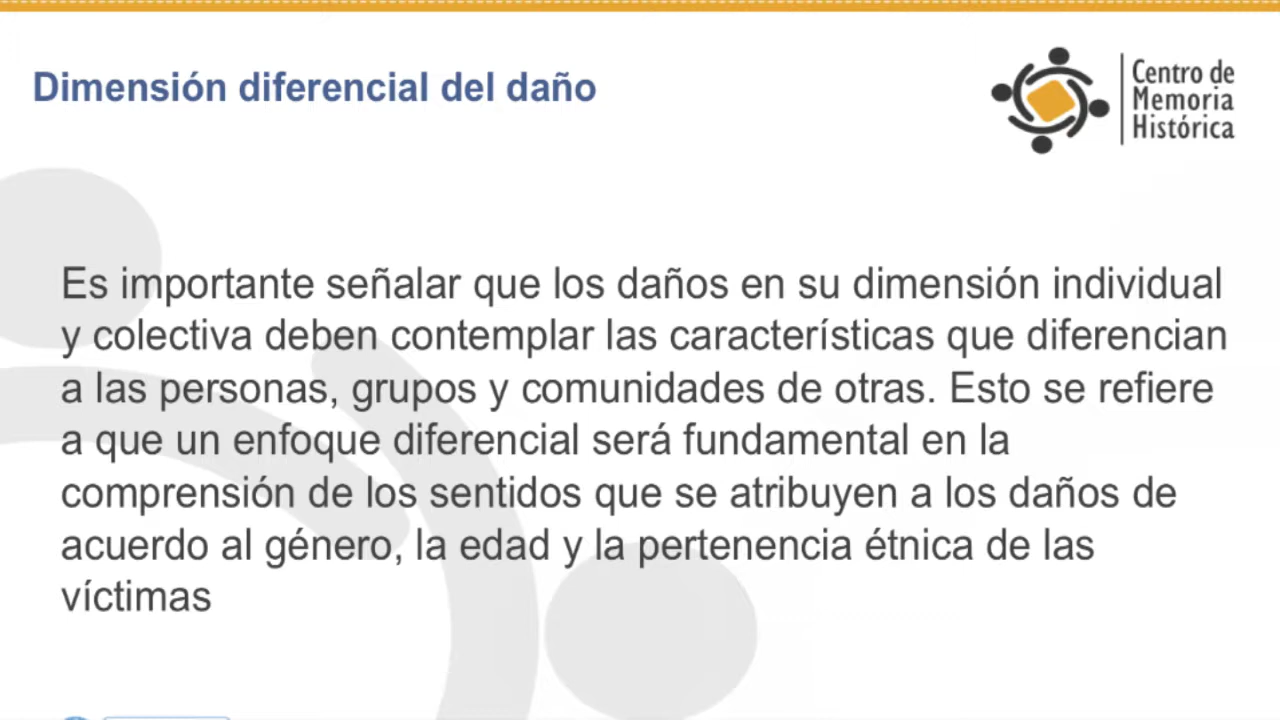 Dimensión diferencial del daño
Centro de
Memoria
Histórica
Es importante señalar que los daños en su dimensión individual
y colectiva deben contemplar las características que diferencian
a las personas, grupos y comunidades de otras. Esto se refiere
a que un enfoque diferencial será fundamental en la
comprensión de los sentidos que se atribuyen a los daños de
acuerdo al género, la edad y la pertenencia étnica de las
víctimas